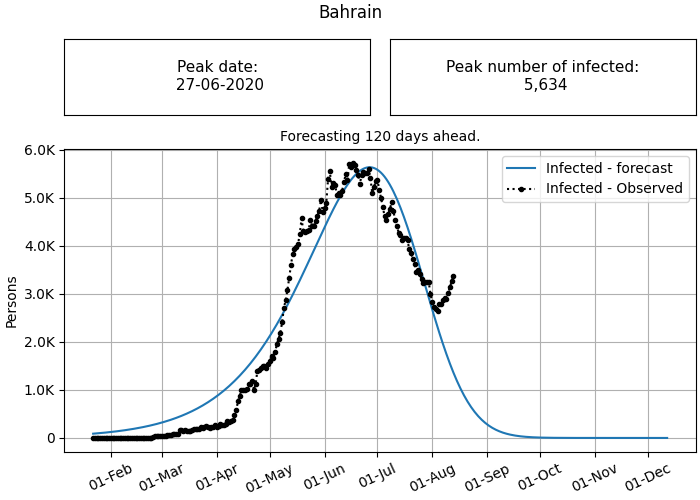 Bahrain
Peak date:
27-06-2020
Peak number of infected:
5,634
Forecasting 120 days ahead.
6.0K
5.0K
4.0K
3.0K
2.0K
1.0K
0
Persons
Infected - forecast
Infected - Observed
01-Feb
01-Mar
01-Apr
01-May
01-Jun
01-Jul
01-Aug
01-Sep
01-Oct
01-Nov
01-Dec